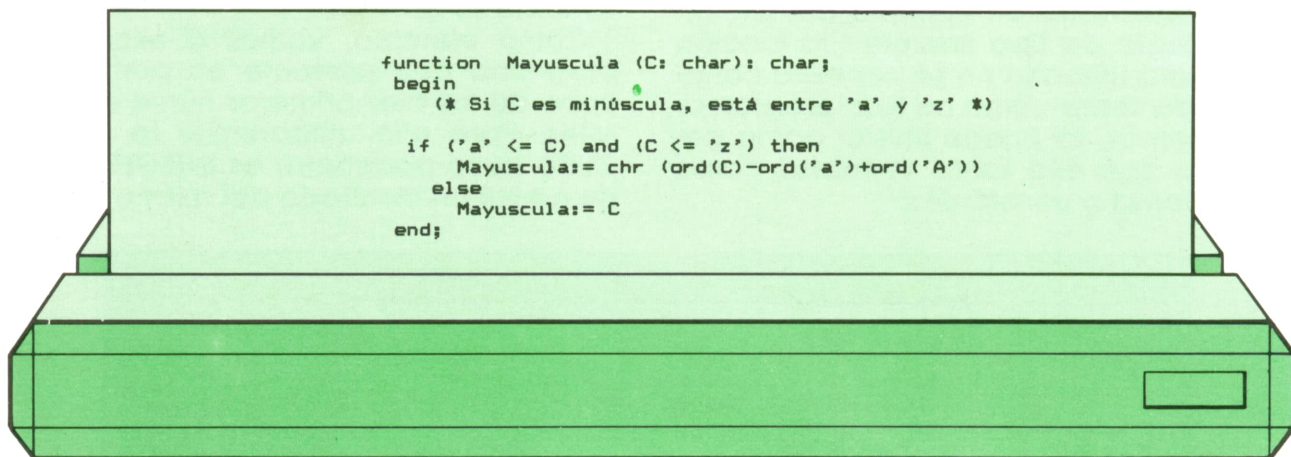 function Mayuscula (C: char): char;
begin
(* Si C es minúscula, está entre 'a' y 'z' *)
if ('a' <= C) and (C <= 'z') then
Mayuscula:= chr (ord(C)-ord('a')+ord('A'))
else
Mayuscula:= C
end;